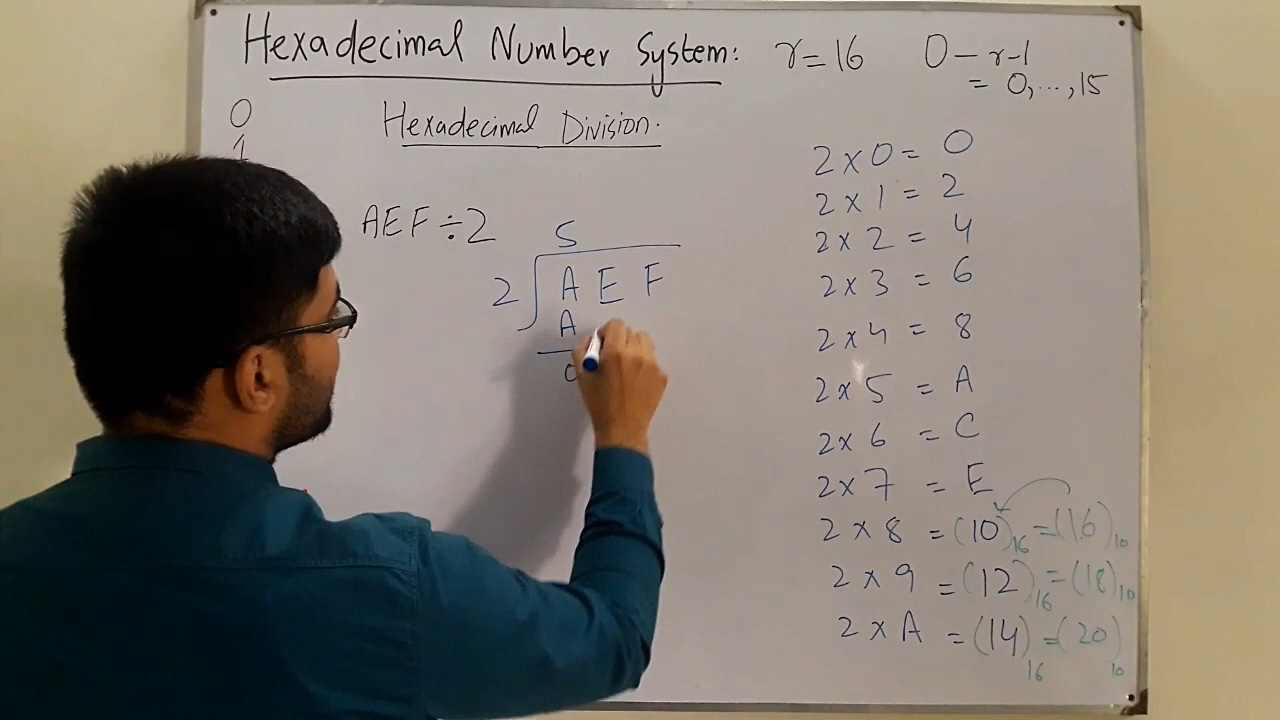 Hexadecimal Number System: r=16 0 — r-1
= 0,...,15
Hexadecimal Division.
0
1
AEF÷2
5
2 A E F
A
0
2 x 0 = 0
2 x 1 = 2
2 x 2 = 4
2 x 3 = 6
2 x 4 = 8
2 x 5 = A
2 x 6 = C
2 x 7 = E
2 x 8 = (10)16 = (16)10
2 x 9 = (12)16 = (18)10
2 x A = (14)16 = (20)10